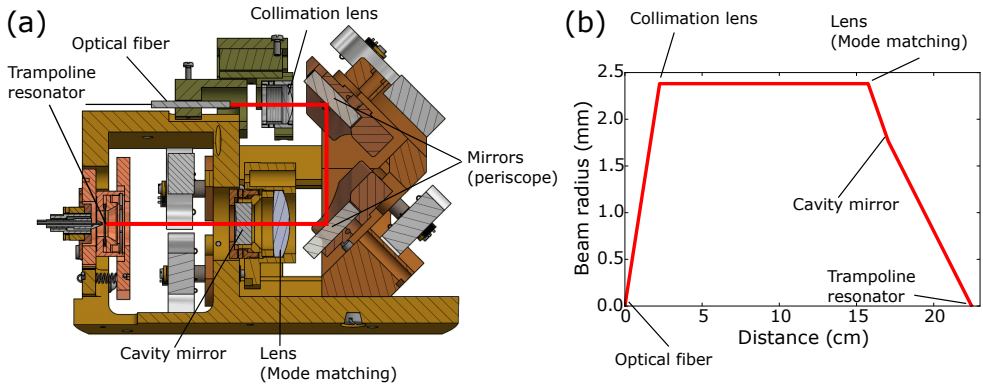 (a)
Collimation lens
Optical fiber
Trampoline
resonator
Mirrors
(periscope)
Cavity mirror
Lens
(Mode matching)
(b)
Collimation lens
Lens
(Mode matching)
Beam radius (mm)
2.5
2.0
1.5
1.0
0.5
0.0
Cavity mirror
Trampoline
resonator
0
5
10
15
20
Distance (cm)
Optical fiber